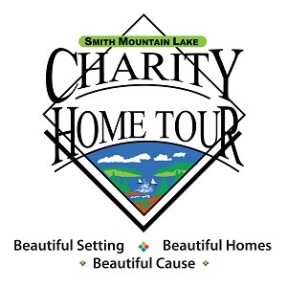 SMITH MOUNTAIN LAKE
CHARITY
HOME TOUR
Beautiful Setting Beautiful Homes
Beautiful Cause